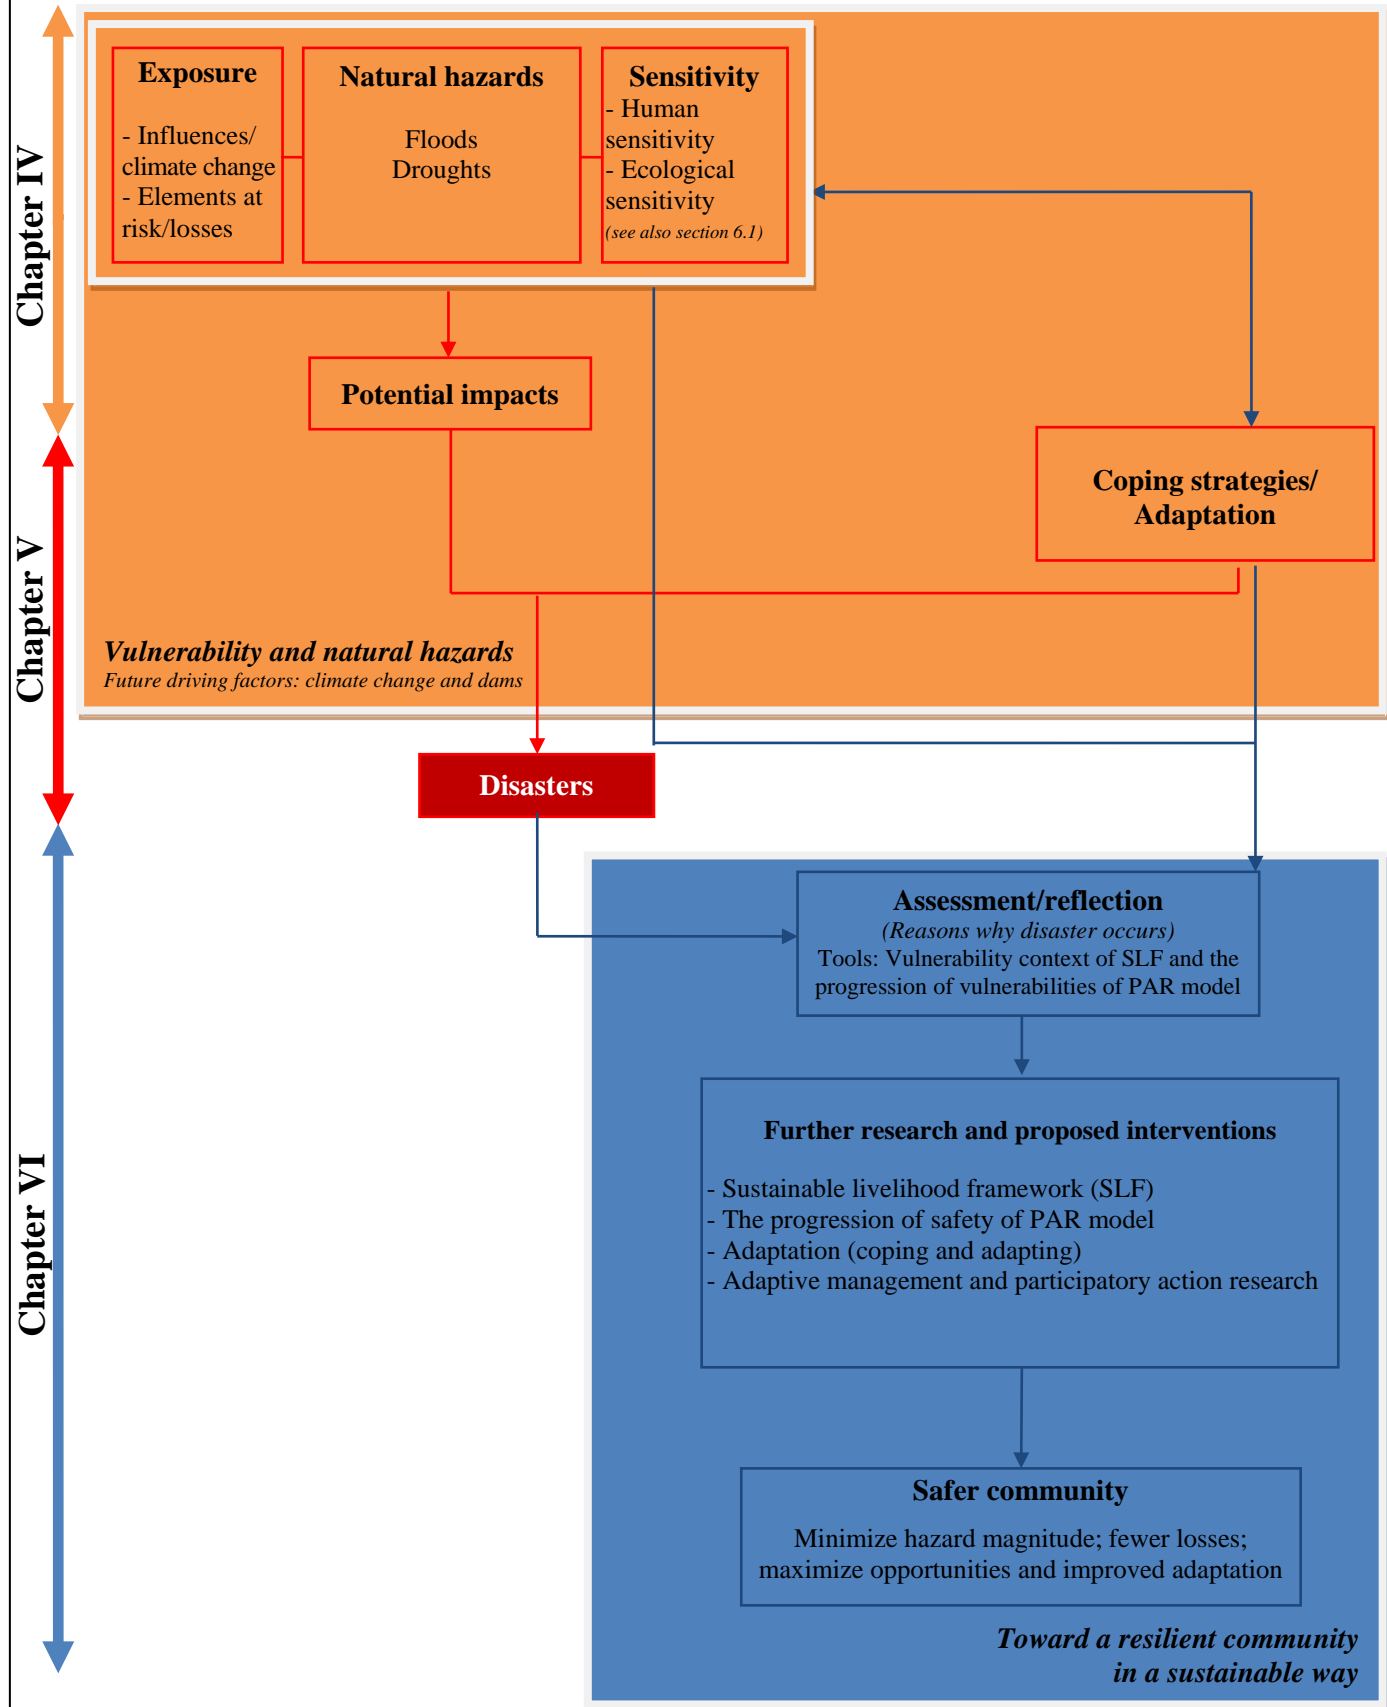 Chapter IV
Exposure
- Influences/
climate change
- Elements at
risk/losses
Natural hazards
Floods
Droughts
Sensitivity
- Human
sensitivity
- Ecological
sensitivity
(see also section 6.1)
Potential impacts
Coping strategies/
Adaptation
Chapter V
Vulnerability and natural hazards
Future driving factors: climate change and dams
Disasters
Chapter VI
Assessment/reflection
(Reasons why disaster occurs)
Tools: Vulnerability context of SLF and the
progression of vulnerabilities of PAR model
Further research and proposed interventions
- Sustainable livelihood framework (SLF)
- The progression of safety of PAR model
- Adaptation (coping and adapting)
- Adaptive management and participatory action research
Safer community
Minimize hazard magnitude; fewer losses;
maximize opportunities and improved adaptation
Toward a resilient community
in a sustainable way